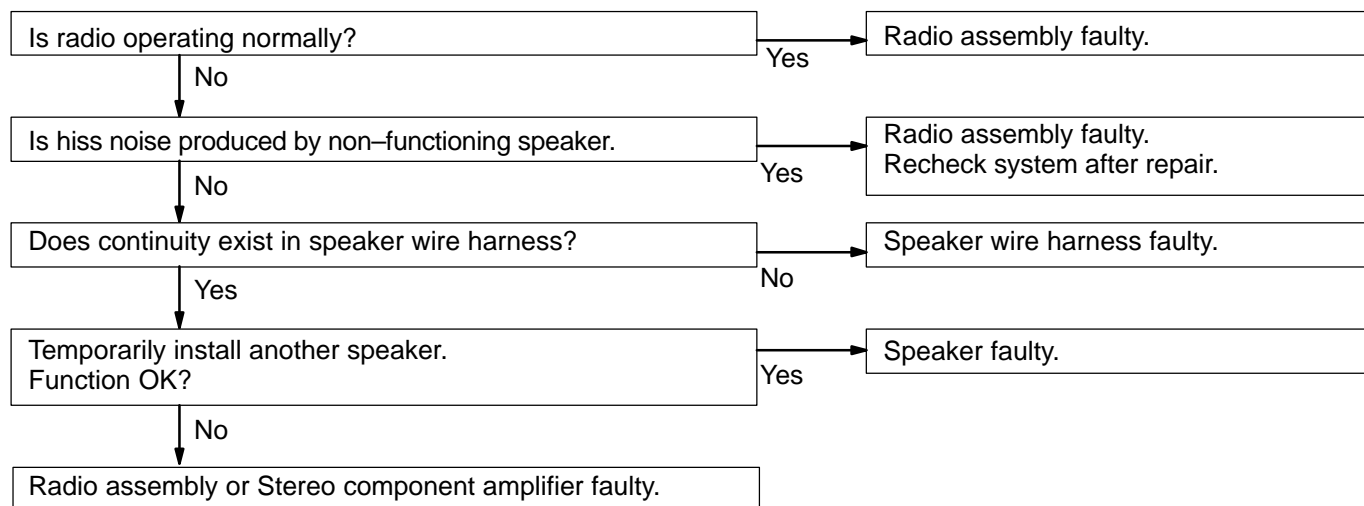 Is radio operating normally?
Yes
Radio assembly faulty.
No
Is hiss noise produced by non–functioning speaker.
Yes
Radio assembly faulty.
Recheck system after repair.
No
Does continuity exist in speaker wire harness?
No
Speaker wire harness faulty.
Yes
Temporarily install another speaker.
Function OK?
Yes
Speaker faulty.
No
Radio assembly or Stereo component amplifier faulty.